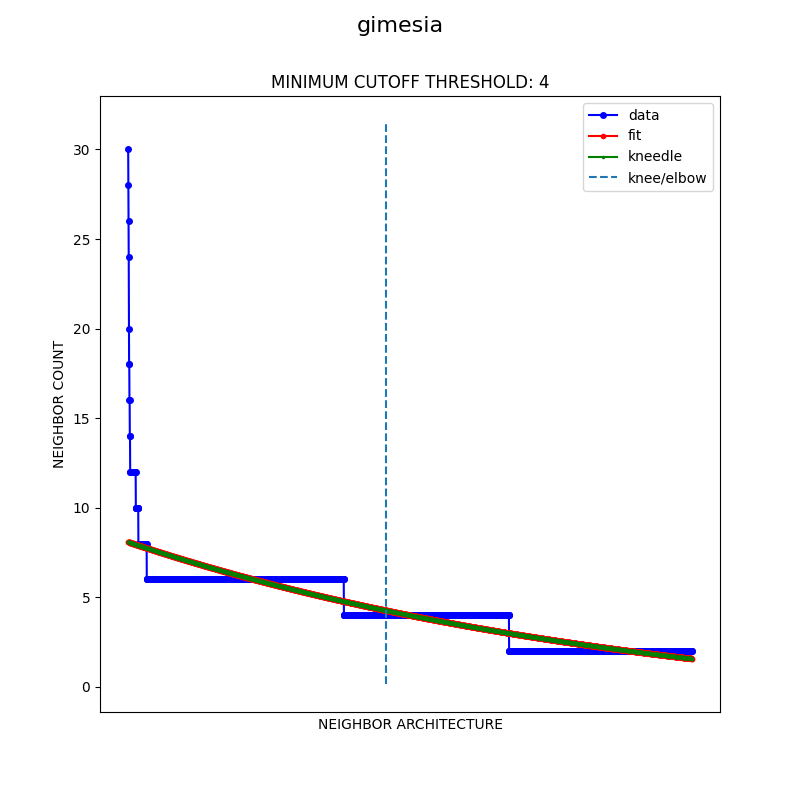 gimesia
MINIMUM CUTOFF THRESHOLD: 4
data
fit
kneedle
knee/elbow
30
25
20
15
10
5
0
NEIGHBOR COUNT
NEIGHBOR ARCHITECTURE